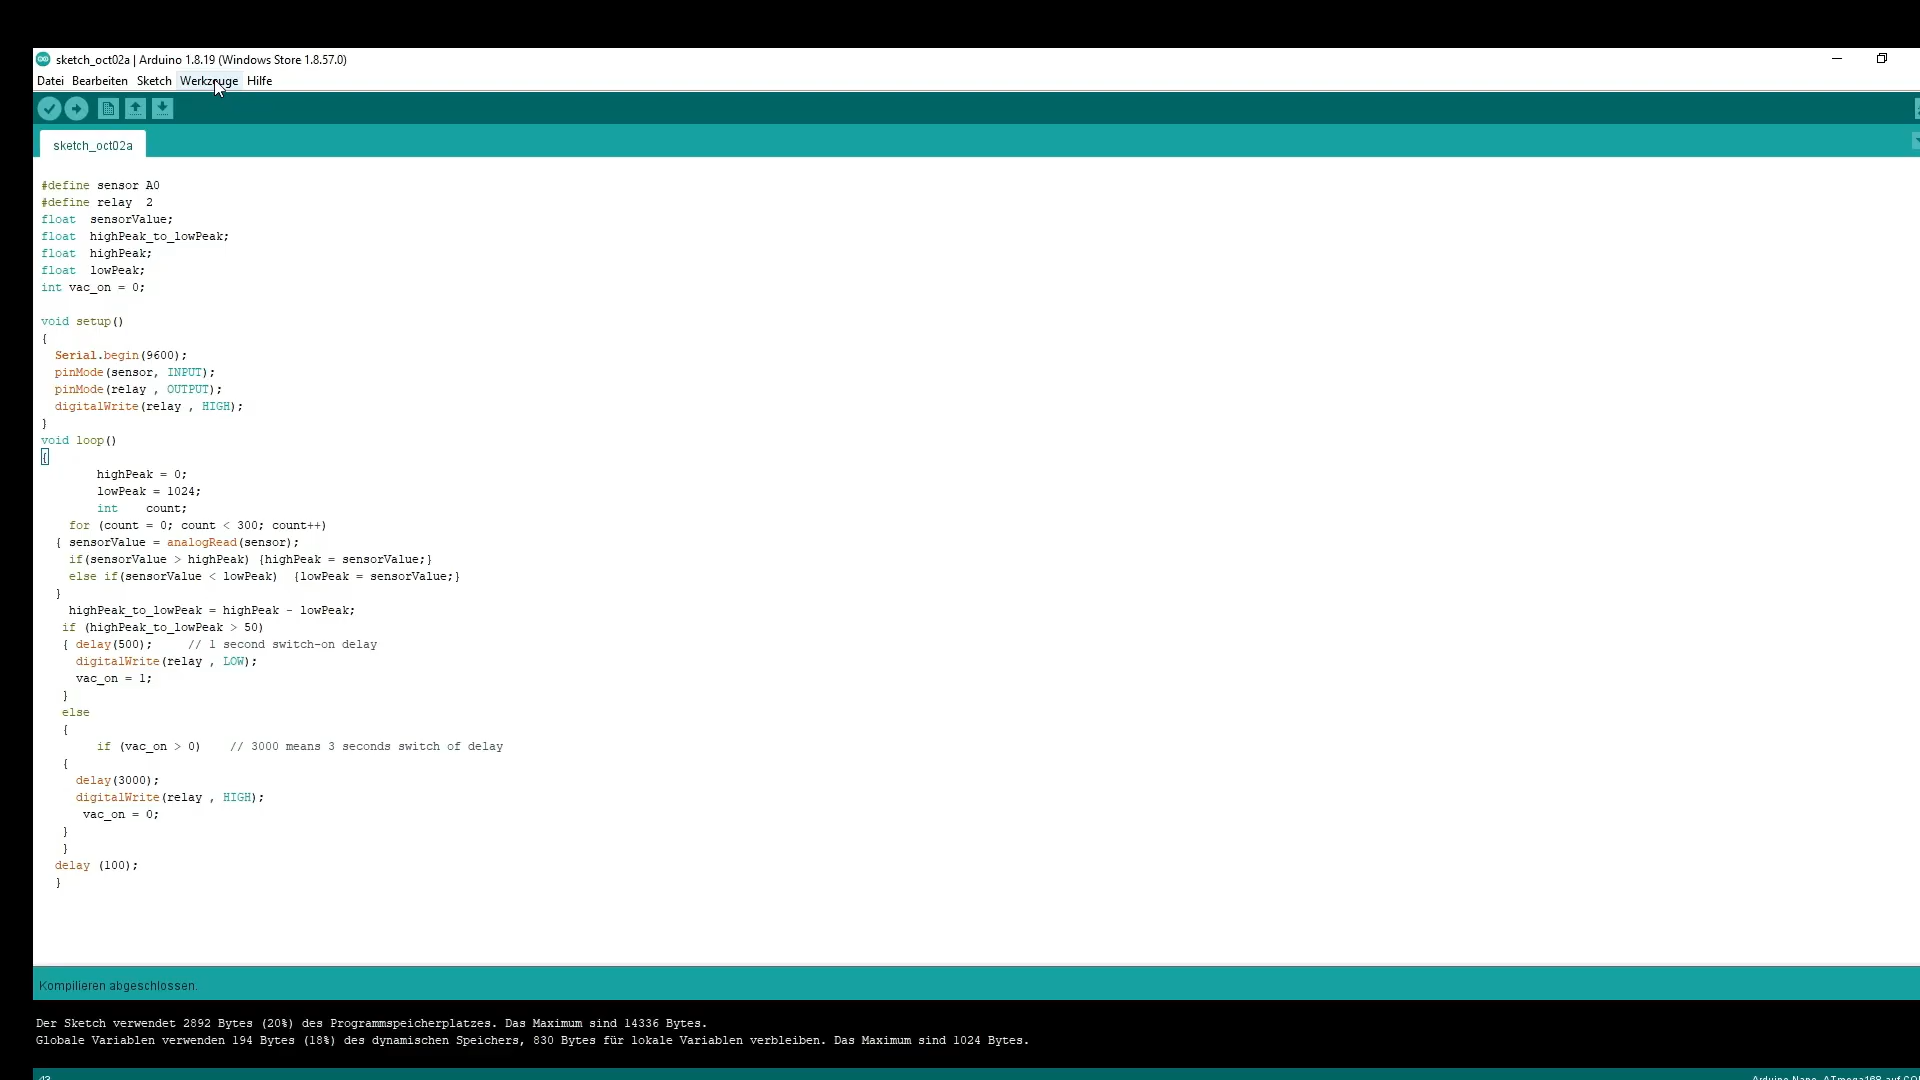 sketch_oct02a | Arduino 1.8.19 (Windows Store 1.8.57.0)
Datei Bearbeiten Sketch Werkzeuge Hilfe
sketch_oct02a
#define sensor A0
#define relay  2
float  sensorValue;
float  highPeak_to_lowPeak;
float  highPeak;
float  lowPeak;
int vac_on = 0;
void setup()
{
  Serial.begin(9600);
  pinMode(sensor, INPUT);
  pinMode(relay , OUTPUT);
  digitalWrite(relay , HIGH);
}
void loop()
{
        highPeak = 0;
        lowPeak = 1024;
        int    count;
    for (count = 0; count < 300; count++)
  { sensorValue = analogRead(sensor);
    if(sensorValue > highPeak) {highPeak = sensorValue;}
    else if(sensorValue < lowPeak)  {lowPeak = sensorValue;}
  }
    highPeak_to_lowPeak = highPeak - lowPeak;
   if (highPeak_to_lowPeak > 50)
   { delay(500);     // 1 second switch-on delay
     digitalWrite(relay , LOW);
     vac_on = 1;
   }
   else
   {
        if (vac_on > 0)    // 3000 means 3 seconds switch of delay
   {
     delay(3000);
     digitalWrite(relay , HIGH);
      vac_on = 0;
   }
   }
  delay (100);
  }
Kompilieren abgeschlossen.
Der Sketch verwendet 2892 Bytes (20%) des Programmspeicherplatzes. Das Maximum sind 14336 Bytes.
Globale Variablen verwenden 194 Bytes (18%) des dynamischen Speichers, 830 Bytes für lokale Variablen verbleiben. Das Maximum sind 1024 Bytes.